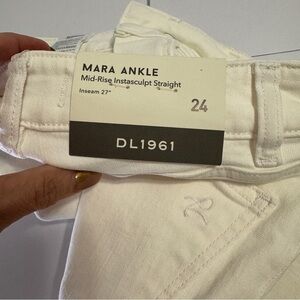 MARA ANKLE
Mid-Rise Instasculpt Straight
Inseam 27"
24
DL1961